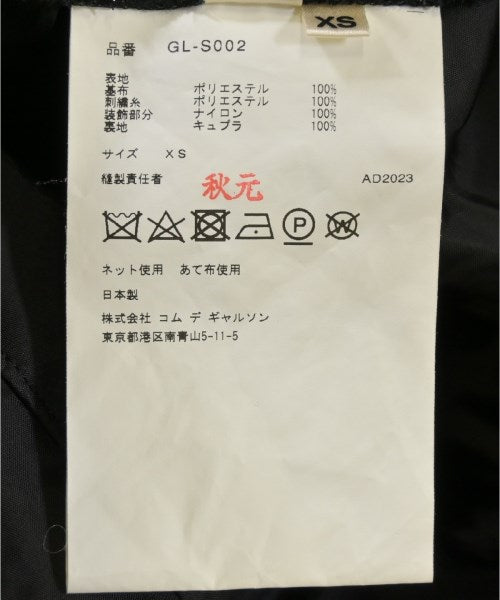 XS
品番 GL-S002
表地
基布 ポリエステル 100%
刺繍糸 ポリエステル 100%
装飾部分 ナイロン 100%
裏地 キュプラ 100%
サイズ XS
縫製責任者 秋元 AD2023
P W
ネット使用 あて布使用
日本製
株式会社 コム デ ギャルソン
東京都港区南青山5-11-5